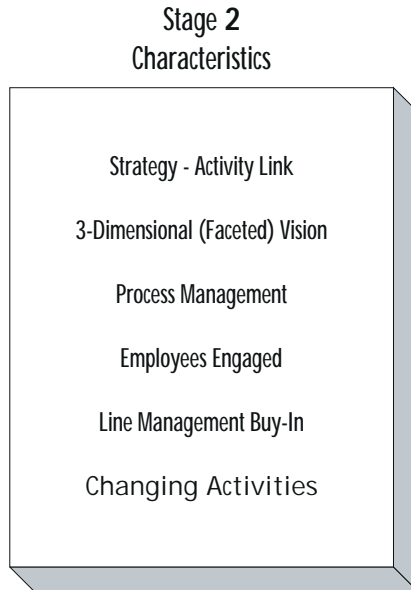 Stage 2
Characteristics
Strategy - Activity Link
3-Dimensional (Faceted) Vision
Process Management
Employees Engaged
Line Management Buy-In
Changing Activities